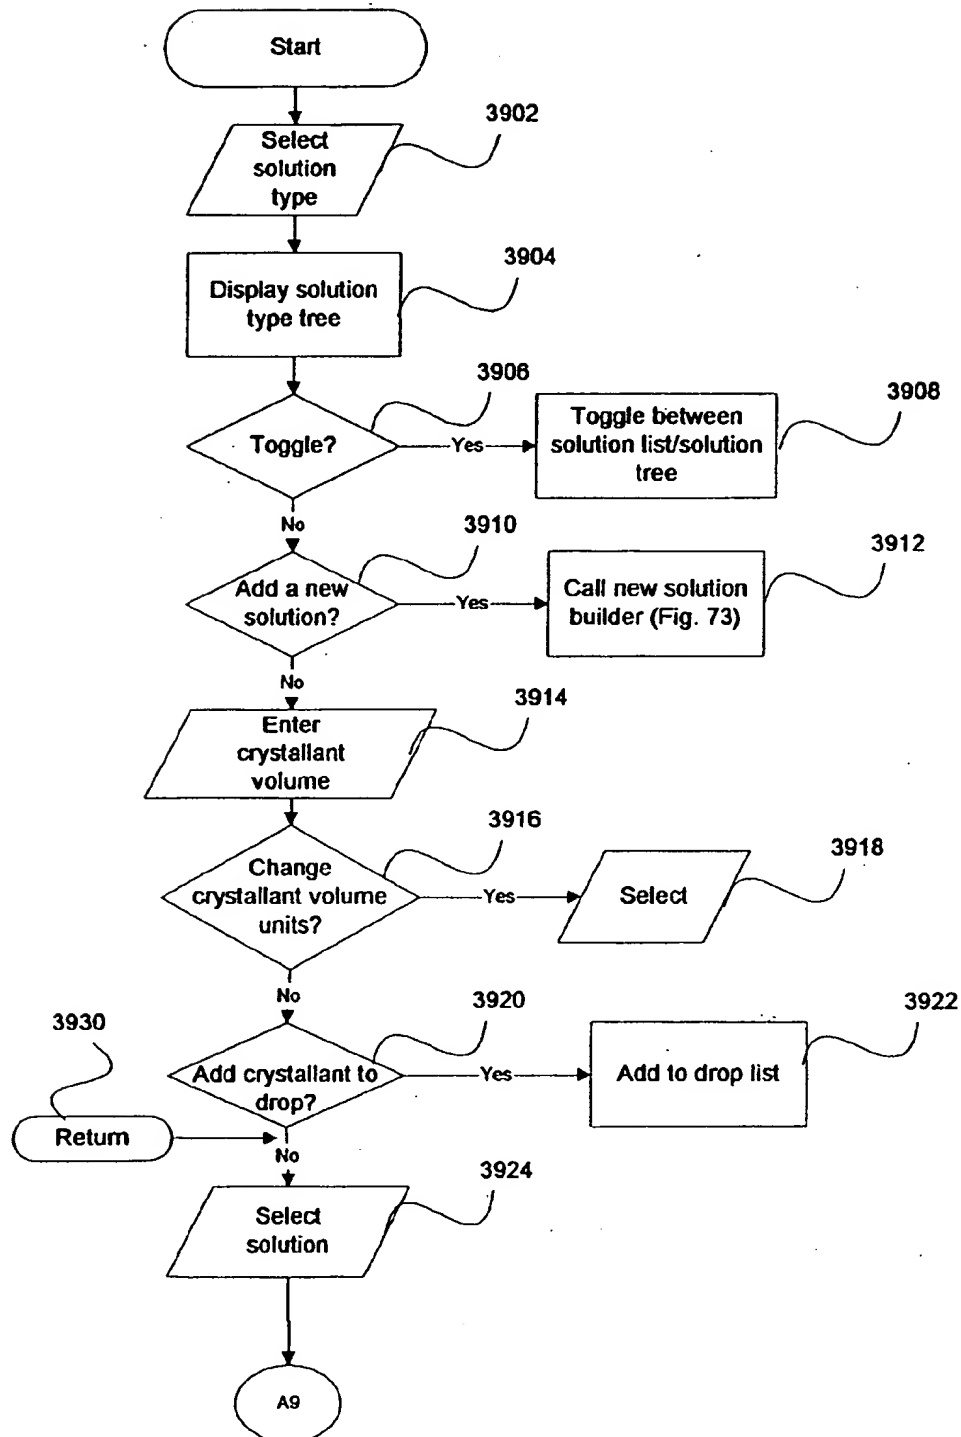 Start
3902
Select
solution
type
3904
Display solution
type tree
3906
Toggle?
Yes
Toggle between
solution list/solution
tree
3908
No
3910
Add a new
solution?
Yes
Call new solution
builder (Fig. 73)
3912
No
3914
Enter
crystallant
volume
3916
Change
crystallant volume
units?
Yes
Select
3918
No
3920
Add crystallant to
drop?
Yes
Add to drop list
3922
3930
Return
No
3924
Select
solution
A9